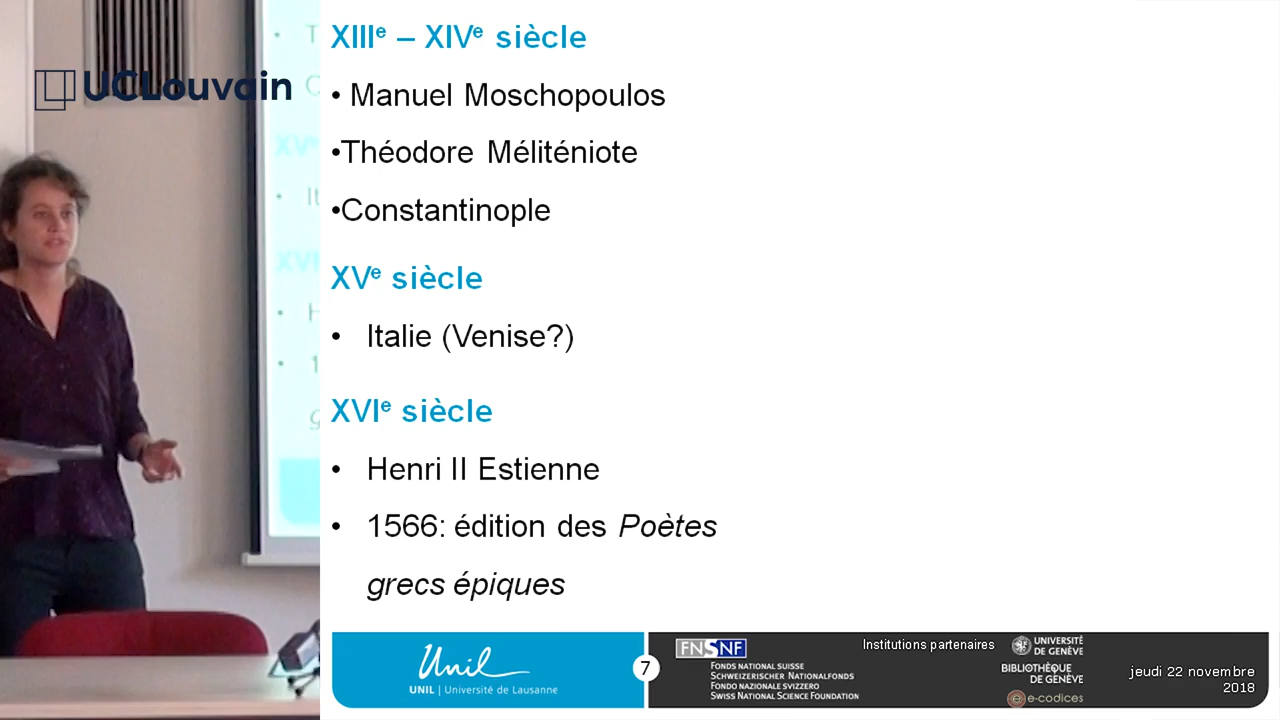 UCLouvain
XIIIe – XIVe siècle
• Manuel Moschopoulos
•Théodore Méliténiote
•Constantinople
XVe siècle
• Italie (Venise?)
XVIe siècle
• Henri II Estienne
• 1566: édition des Poètes
grecs épiques
Unil
UNIL | Université de Lausanne
7
FNSNF
FONDS NATIONAL SUISSE
SCHWEIZERISCHER NATIONALFONDS
FONDO NAZIONALE SVIZZERO
SWISS NATIONAL SCIENCE FOUNDATION
Institutions partenaires
UNIVERSITÉ
DE GENÈVE
BIBLIOTHÈQUE
DE GENÈVE
e-codices
jeudi 22 novembre
2018